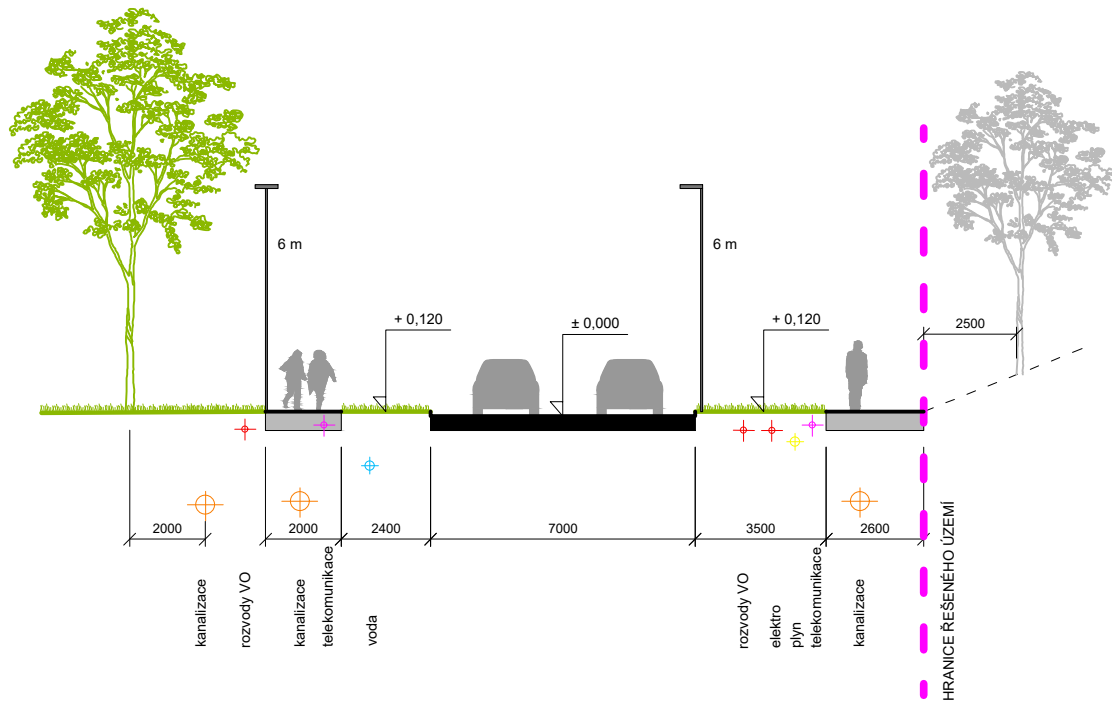 6 m
6 m
+ 0,120
± 0,000
+ 0,120
2500
2000
2000
2400
7000
3500
2600
kanalizace
rozvody VO
kanalizace
telekomunikace
voda
rozvody VO
elektro
plyn
telekomunikace
kanalizace
HRANICE ŘEŠENÉHO ÚZEMÍ